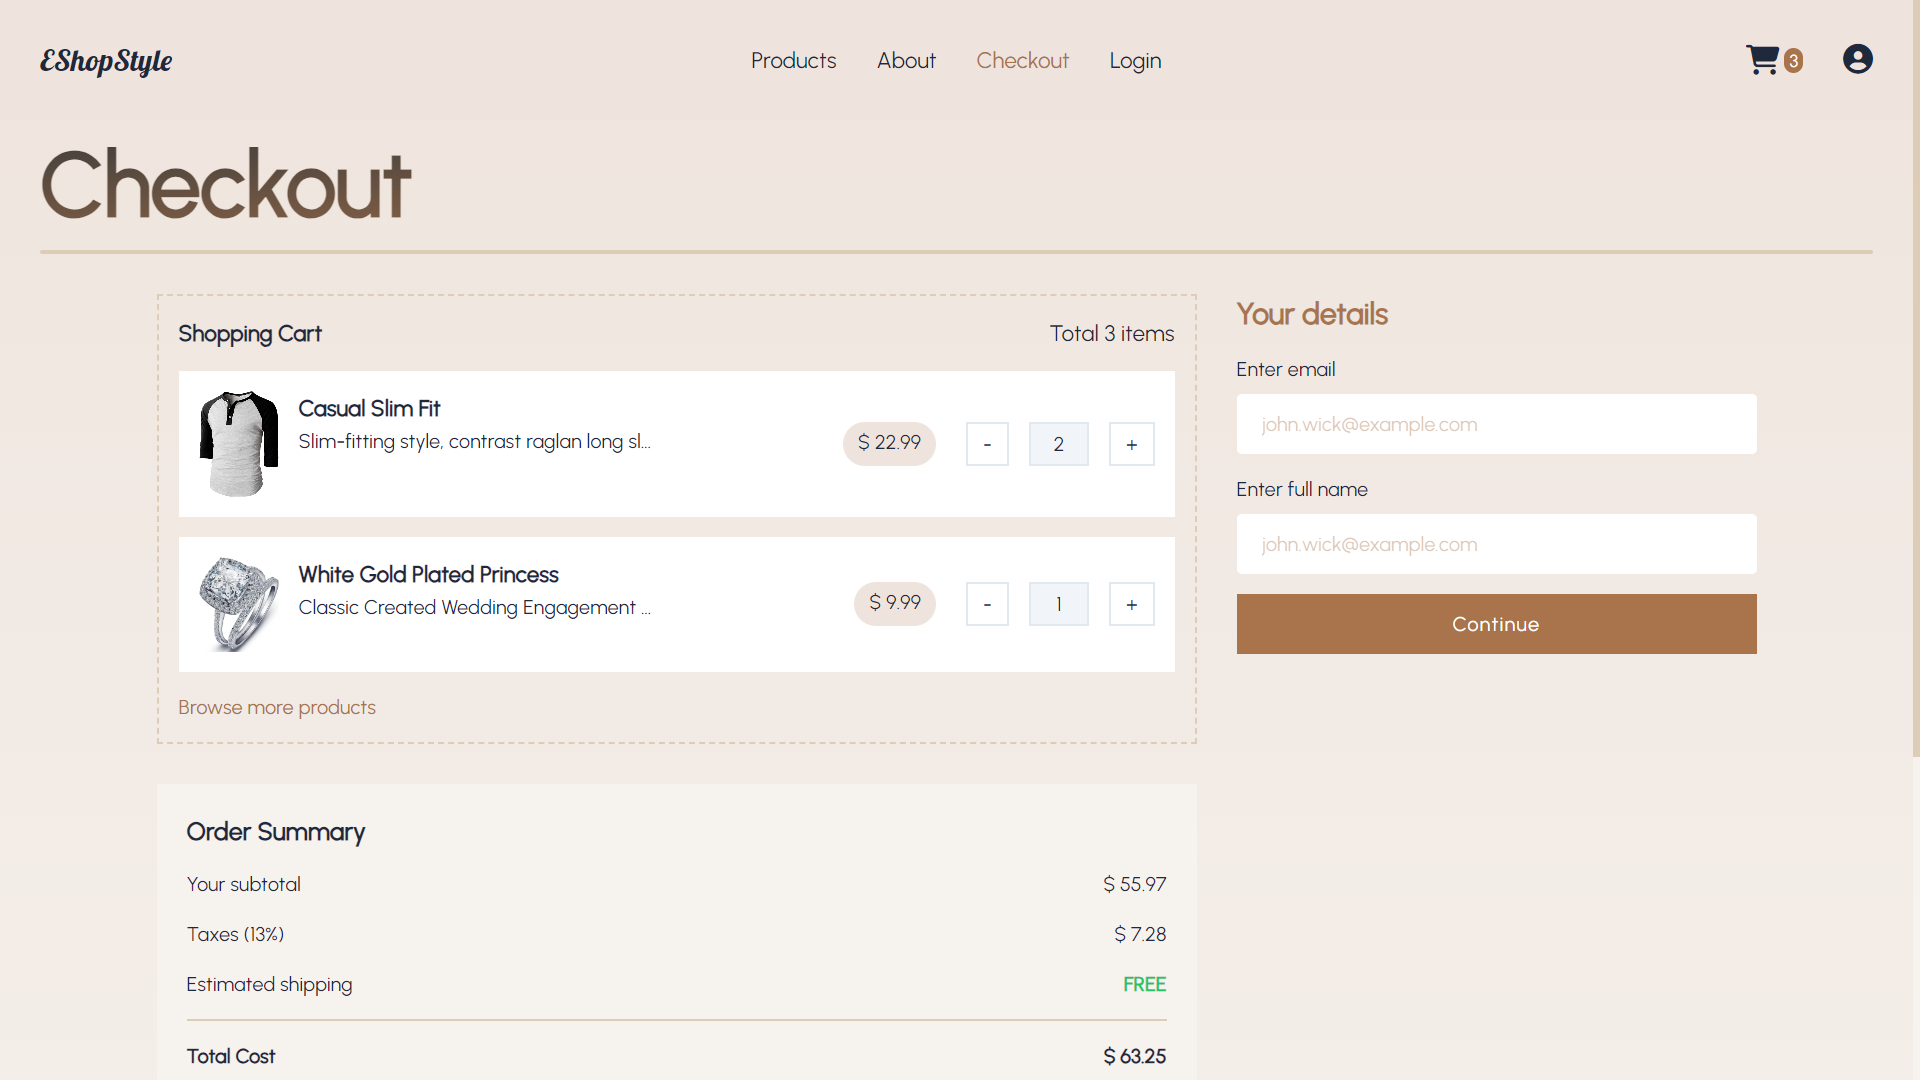 EShopStyle
Products About Checkout Login
3
Checkout
Shopping Cart
Total 3 items
Casual Slim Fit
Slim-fitting style, contrast raglan long sl...
$ 22.99
- 2 +
White Gold Plated Princess
Classic Created Wedding Engagement ...
$ 9.99
- 1 +
Browse more products
Your details
Enter email
john.wick@example.com
Enter full name
john.wick@example.com
Continue
Order Summary
Your subtotal $ 55.97
Taxes (13%) $ 7.28
Estimated shipping FREE
Total Cost $ 63.25